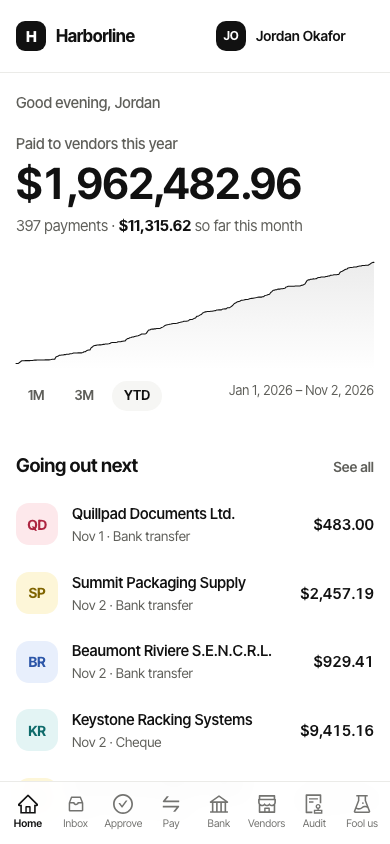 H Harborline
JO Jordan Okafor
Good evening, Jordan
Paid to vendors this year
$1,962,482.96
397 payments · $11,315.62 so far this month
1M 3M YTD Jan 1, 2026 – Nov 2, 2026
Going out next See all
QD Quillpad Documents Ltd. $483.00
Nov 1 · Bank transfer
SP Summit Packaging Supply $2,457.19
Nov 2 · Bank transfer
BR Beaumont Riviere S.E.N.C.R.L. $929.41
Nov 2 · Bank transfer
KR Keystone Racking Systems $9,415.16
Nov 2 · Cheque
Home Inbox Approve Pay Bank Vendors Audit Fool us